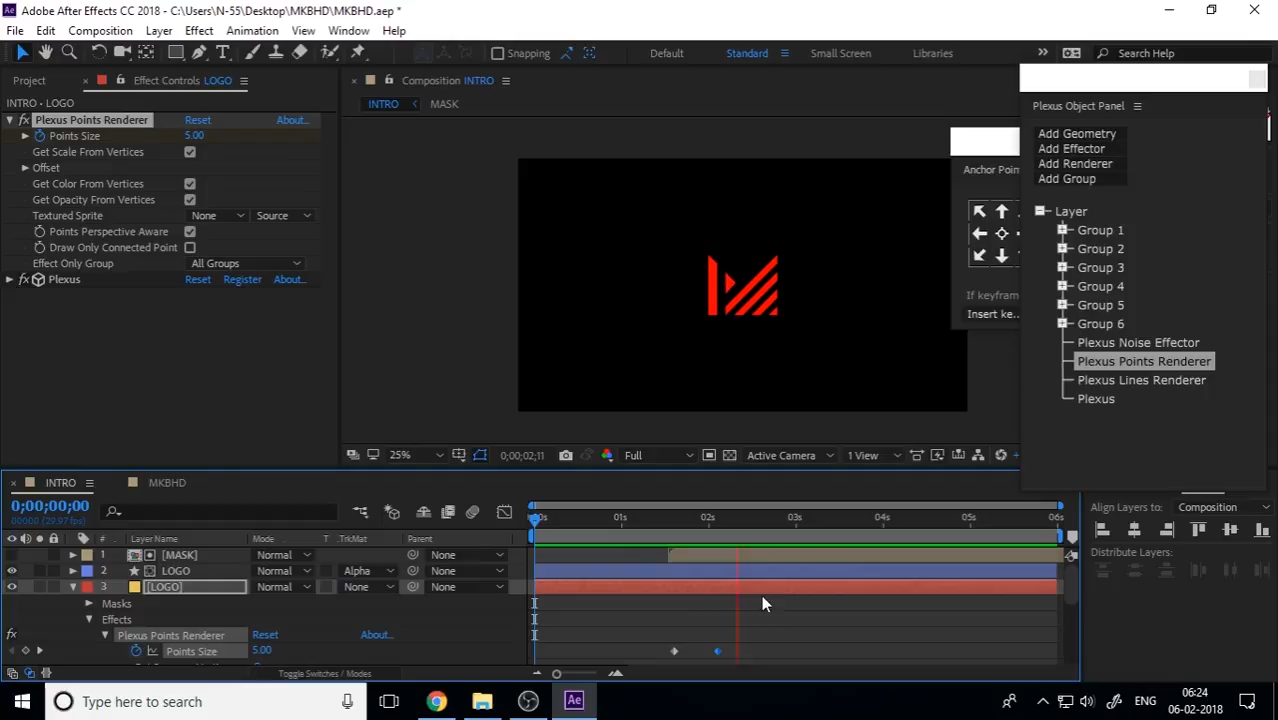 Adobe After Effects CC 2018 - C:\Users\N-55\Desktop\MKBHD\MKBHD.aep *
File Edit Composition Layer Effect Animation View Window Help
Snapping Default Standard Small Screen Libraries Search Help
Project Effect Controls LOGO Composition INTRO
INTRO • LOGO
INTRO MASK
Plexus Points Renderer Reset About...
Points Size 5.00
Get Scale From Vertices
Offset
Get Color From Vertices
Get Opacity From Vertices
Textured Sprite None Source
Points Perspective Aware
Draw Only Connected Point
Effect Only Group All Groups
Plexus Reset Register About...
Anchor Poin
If keyfram
Insert ke..
Plexus Object Panel
Add Geometry
Add Effector
Add Renderer
Add Group
Layer
Group 1
Group 2
Group 3
Group 4
Group 5
Group 6
Plexus Noise Effector
Plexus Points Renderer
Plexus Lines Renderer
Plexus
25% 0;00;02;11 Full Active Camera 1 View
INTRO MKBHD
0;00;00;00
00000 (29.97 fps)
01s 02s 03s 04s 05s 06s
Align Layers to: Composition
Distribute Layers:
# Layer Name Mode T TrkMat Parent
1 [MASK] Normal None
2 LOGO Normal Alpha None
3 [LOGO] Normal None None
Masks
Effects
Plexus Points Renderer Reset About...
Points Size 5.00
Toggle Switches / Modes
Type here to search
ENG
06:24
06-02-2018